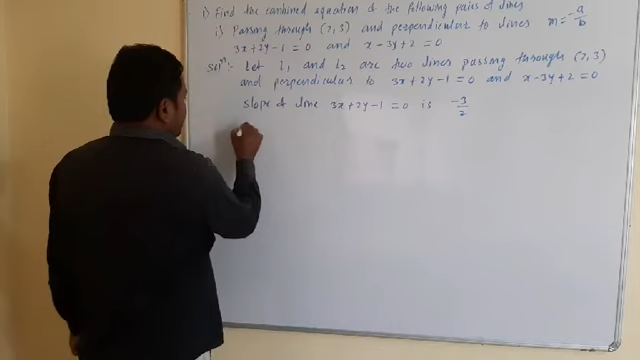 1) Find the combined equation of the following pairs of lines
i) Passing through (2,3) and perpendicular to lines m = -a/b
3x+2y-1=0 and x-3y+2=0
Solⁿ:- Let L₁ and L₂ are two lines passing through (2,3)
and perpendicular to 3x+2y-1=0 and x-3y+2=0
slope of line 3x+2y-1=0 is -3/2